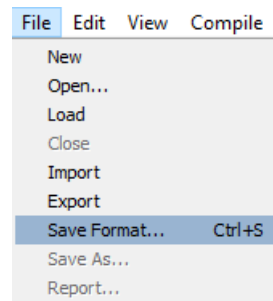 File Edit View Compile
New
Open...
Load
Close
Import
Export
Save Format... Ctrl+S
Save As...
Report...